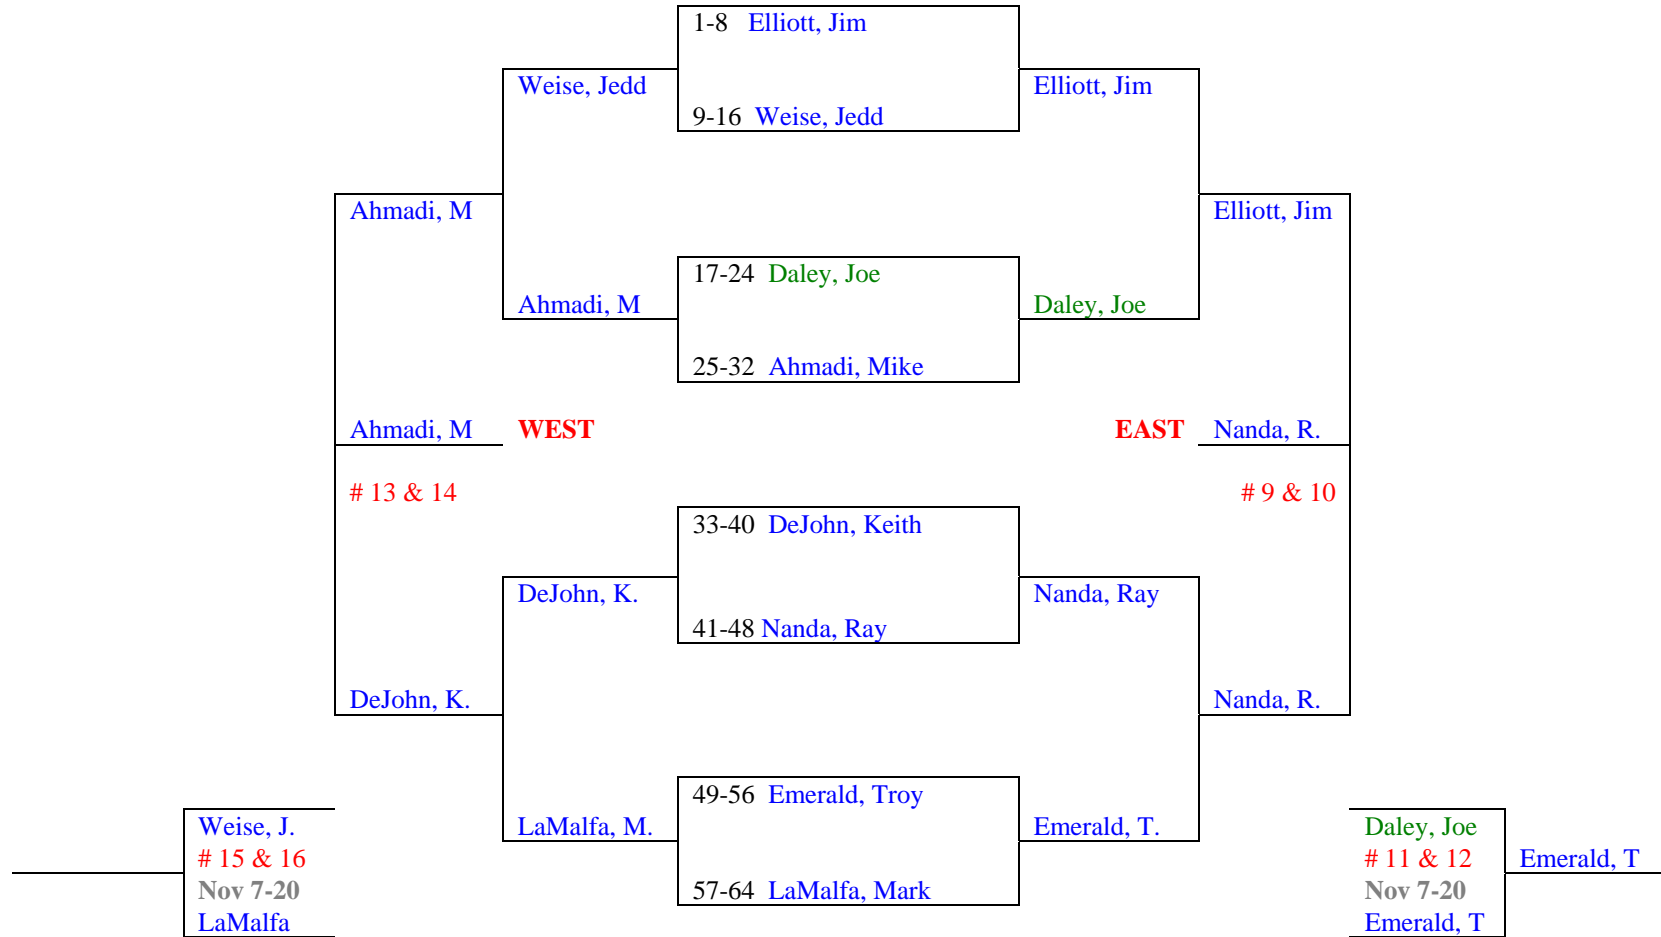 1-8 Elliott, Jim
Weise, Jedd
Elliott, Jim
9-16 Weise, Jedd
Ahmadi, M
Elliott, Jim
17-24 Daley, Joe
Ahmadi, M
Daley, Joe
25-32 Ahmadi, Mike
Ahmadi, M WEST
EAST Nanda, R.
# 13 & 14
# 9 & 10
33-40 DeJohn, Keith
DeJohn, K.
Nanda, Ray
41-48 Nanda, Ray
DeJohn, K.
Nanda, R.
49-56 Emerald, Troy
Weise, J.
LaMalfa, M.
Emerald, T.
Daley, Joe
# 15 & 16
# 11 & 12
Emerald, T
Nov 7-20
57-64 LaMalfa, Mark
Nov 7-20
LaMalfa
Emerald, T